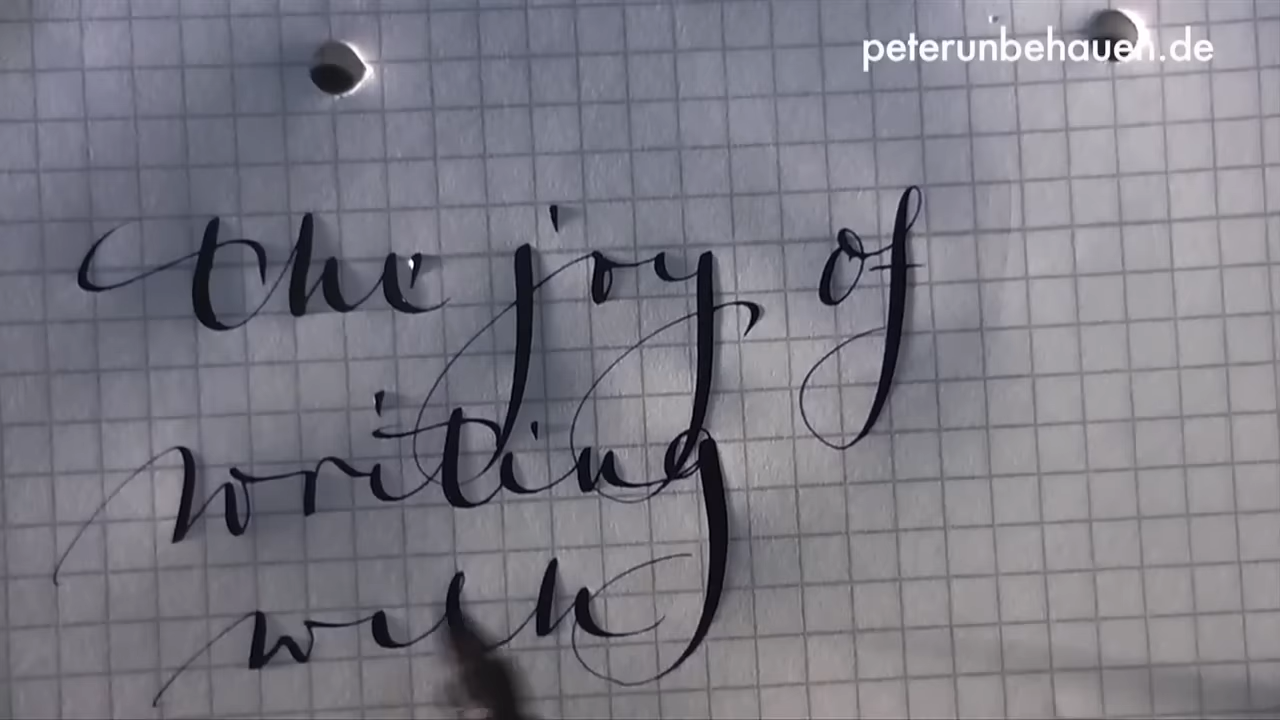 peterunbehauen.de
the joy of
writing
with